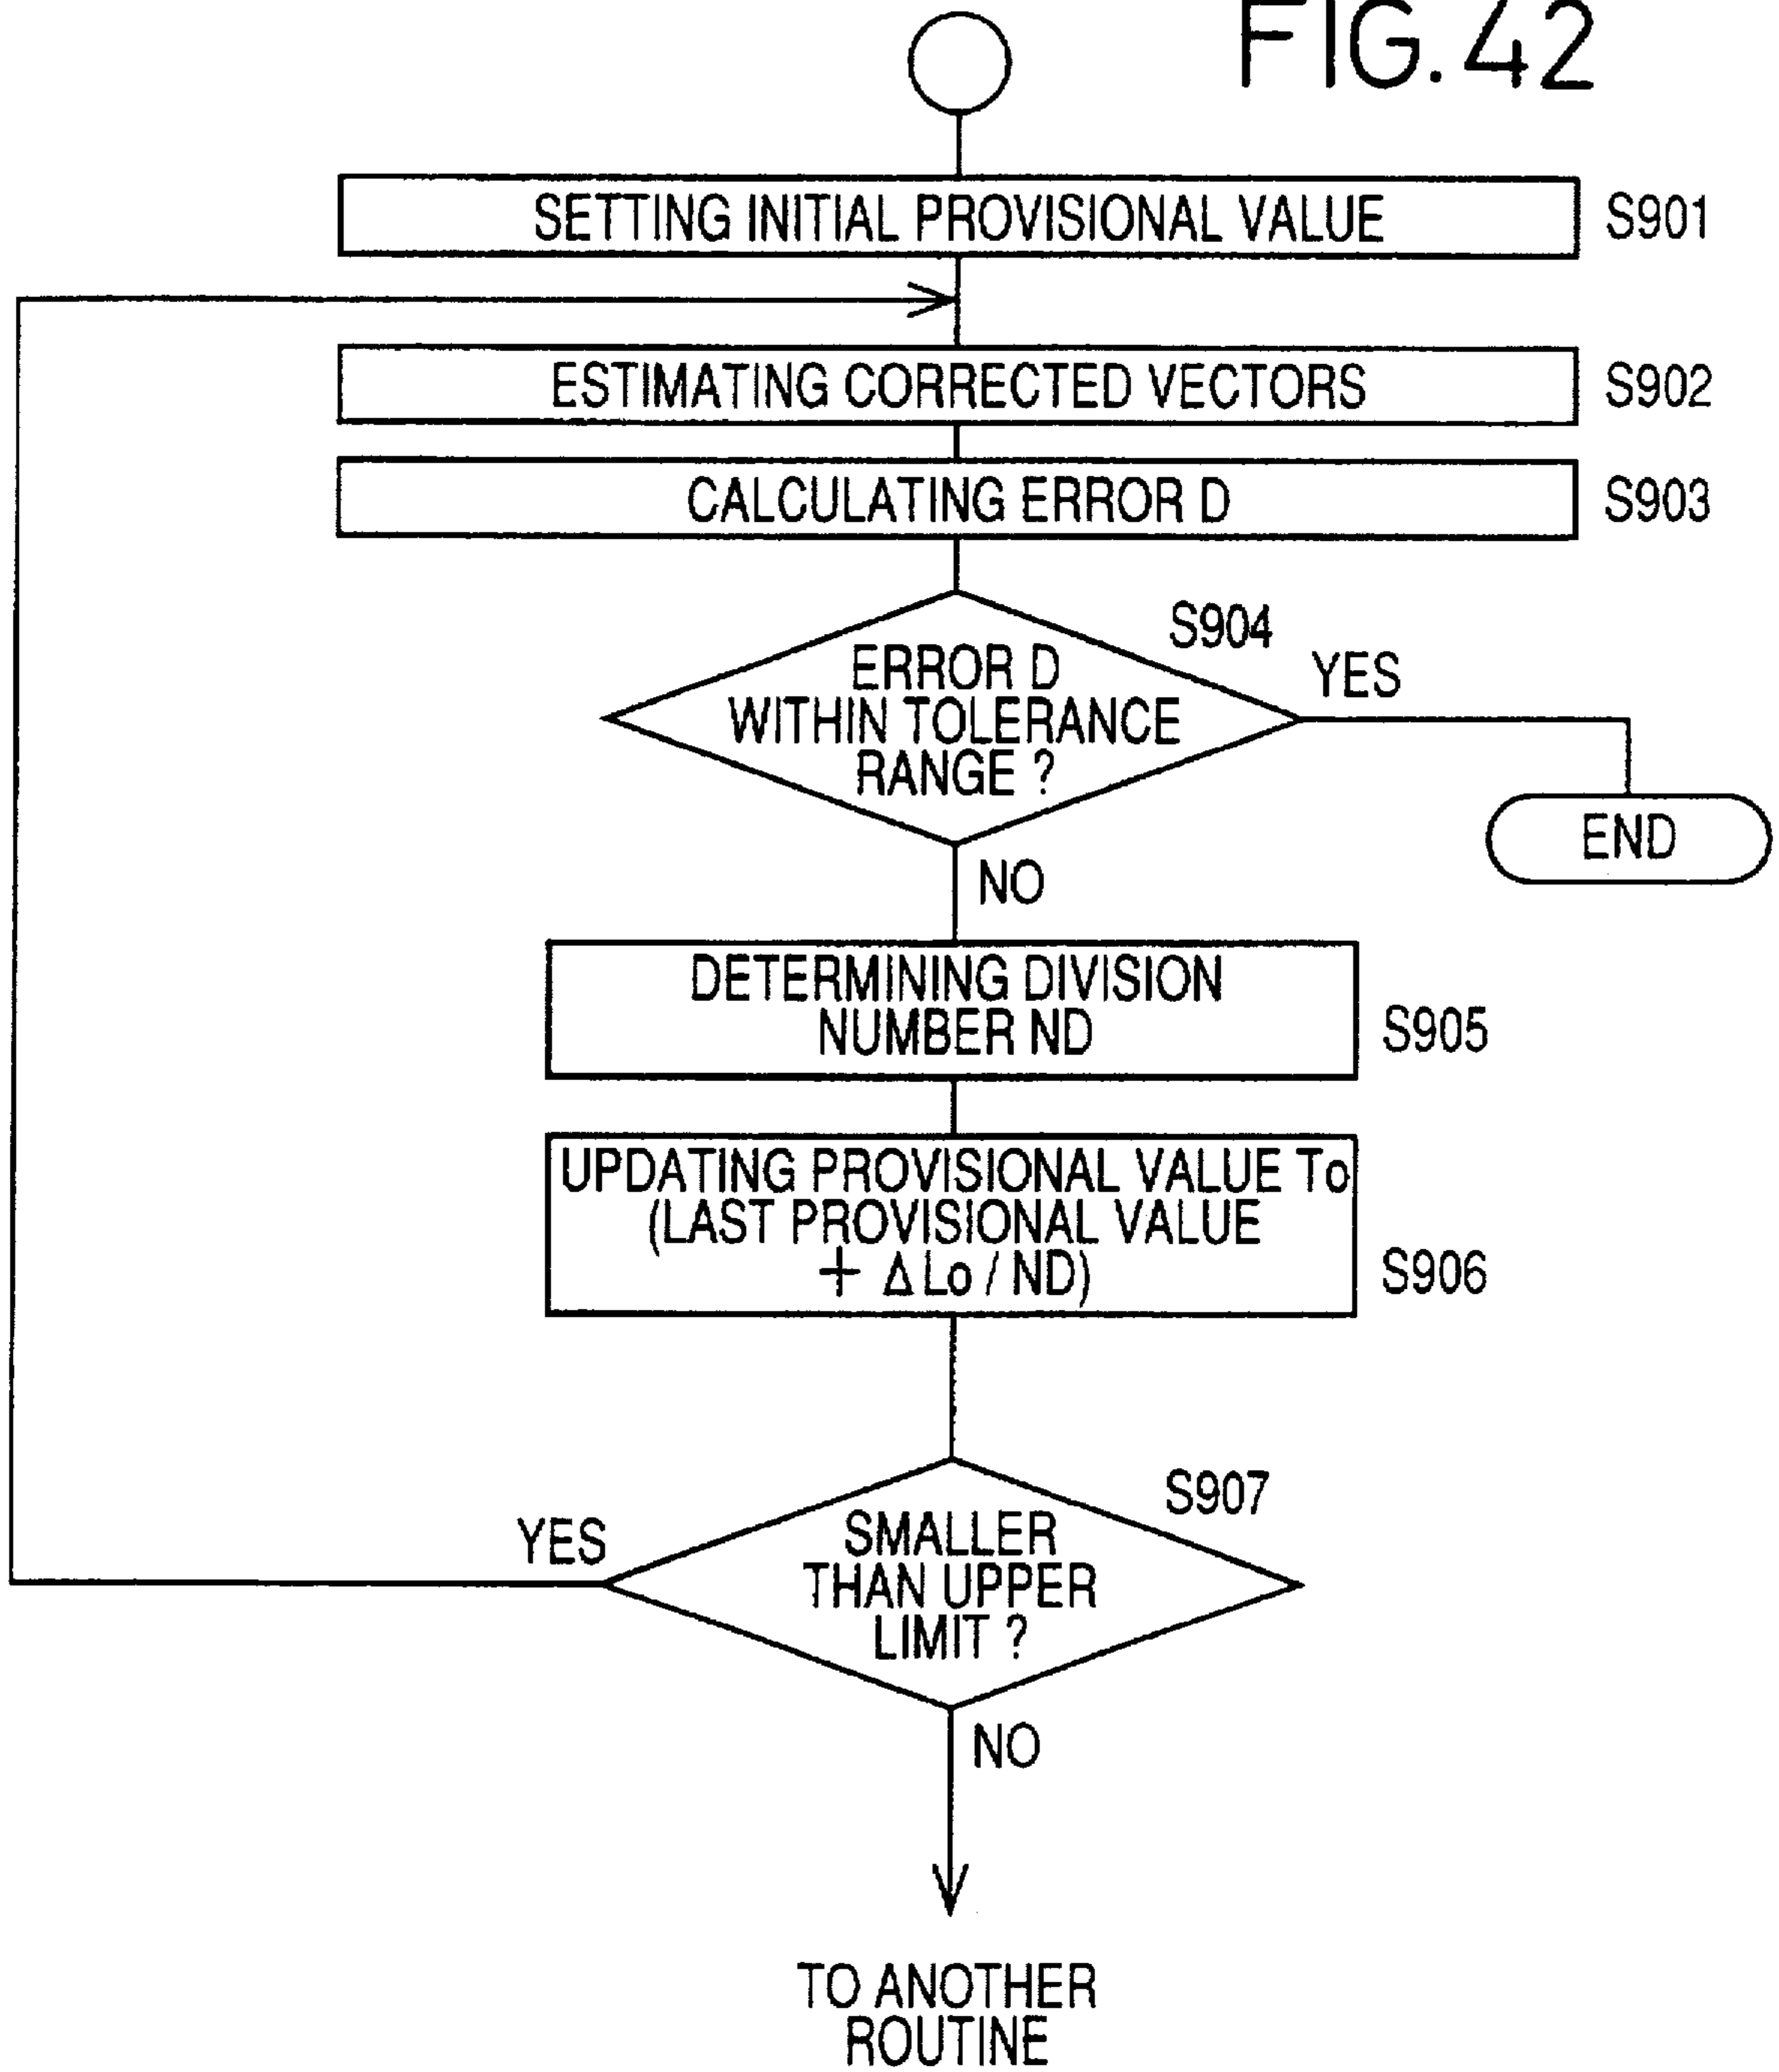 FIG. 42
SETTING INITIAL PROVISIONAL VALUE
S901
ESTIMATING CORRECTED VECTORS
S902
CALCULATING ERROR D
S903
S904
ERROR D
WITHIN TOLERANCE
RANGE ?
YES
END
NO
DETERMINING DIVISION
NUMBER ND
S905
UPDATING PROVISIONAL VALUE To
(LAST PROVISIONAL VALUE
+ ΔLo / ND)
S906
S907
YES
SMALLER
THAN UPPER
LIMIT ?
NO
TO ANOTHER
ROUTINE